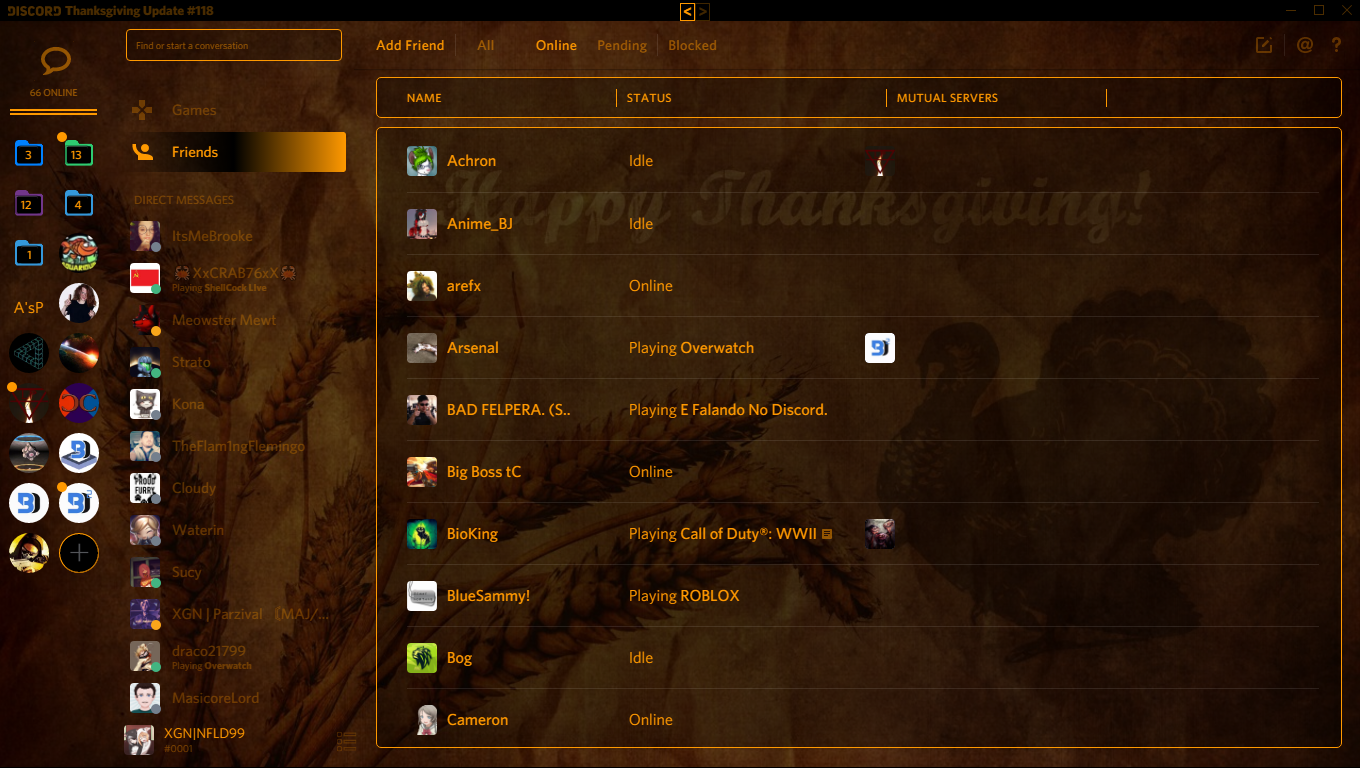 DISCORD Thanksgiving Update #118
< >
66 ONLINE
3
13
12
4
1
A'sP
Find or start a conversation
Games
Friends
DIRECT MESSAGES
ItsMeBrooke
🦀XxCRAB76xX🦀
Playing ShellCock Live
Meowster Mewt
Strato
Kona
TheFlam1ngFlemingo
Cloudy
PROUD FURRY
Waterin
Sucy
XGN | Parzival 〘MAJ/...
draco21799
Playing Overwatch
MasicoreLord
XGN|NFLD99
#0001
Add Friend All Online Pending Blocked
@ ?
NAME STATUS MUTUAL SERVERS
Happy Thanksgiving!
Achron Idle
Anime_BJ Idle
arefx Online
Arsenal Playing Overwatch
BAD FELPERA. (S.. Playing E Falando No Discord.
Big Boss tC Online
BioKing Playing Call of Duty®: WWII
BlueSammy! Playing ROBLOX
Bog Idle
Cameron Online